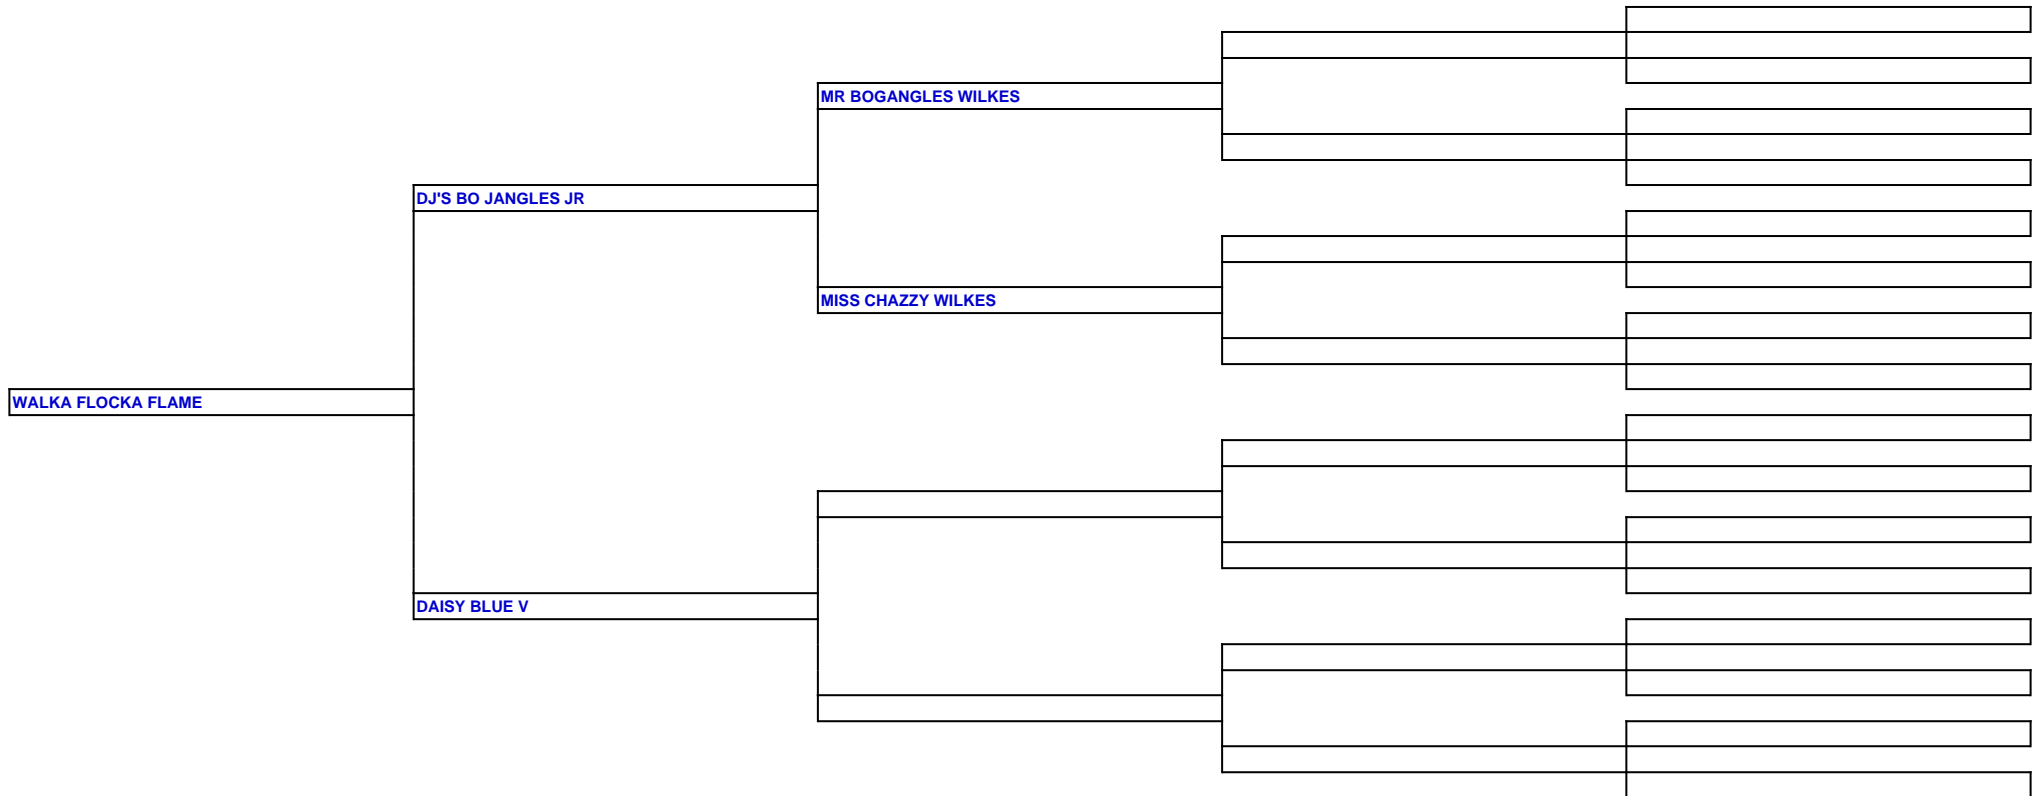 MR BOGANGLES WILKES
DJ'S BO JANGLES JR
MISS CHAZZY WILKES
WALKA FLOCKA FLAME
DAISY BLUE V